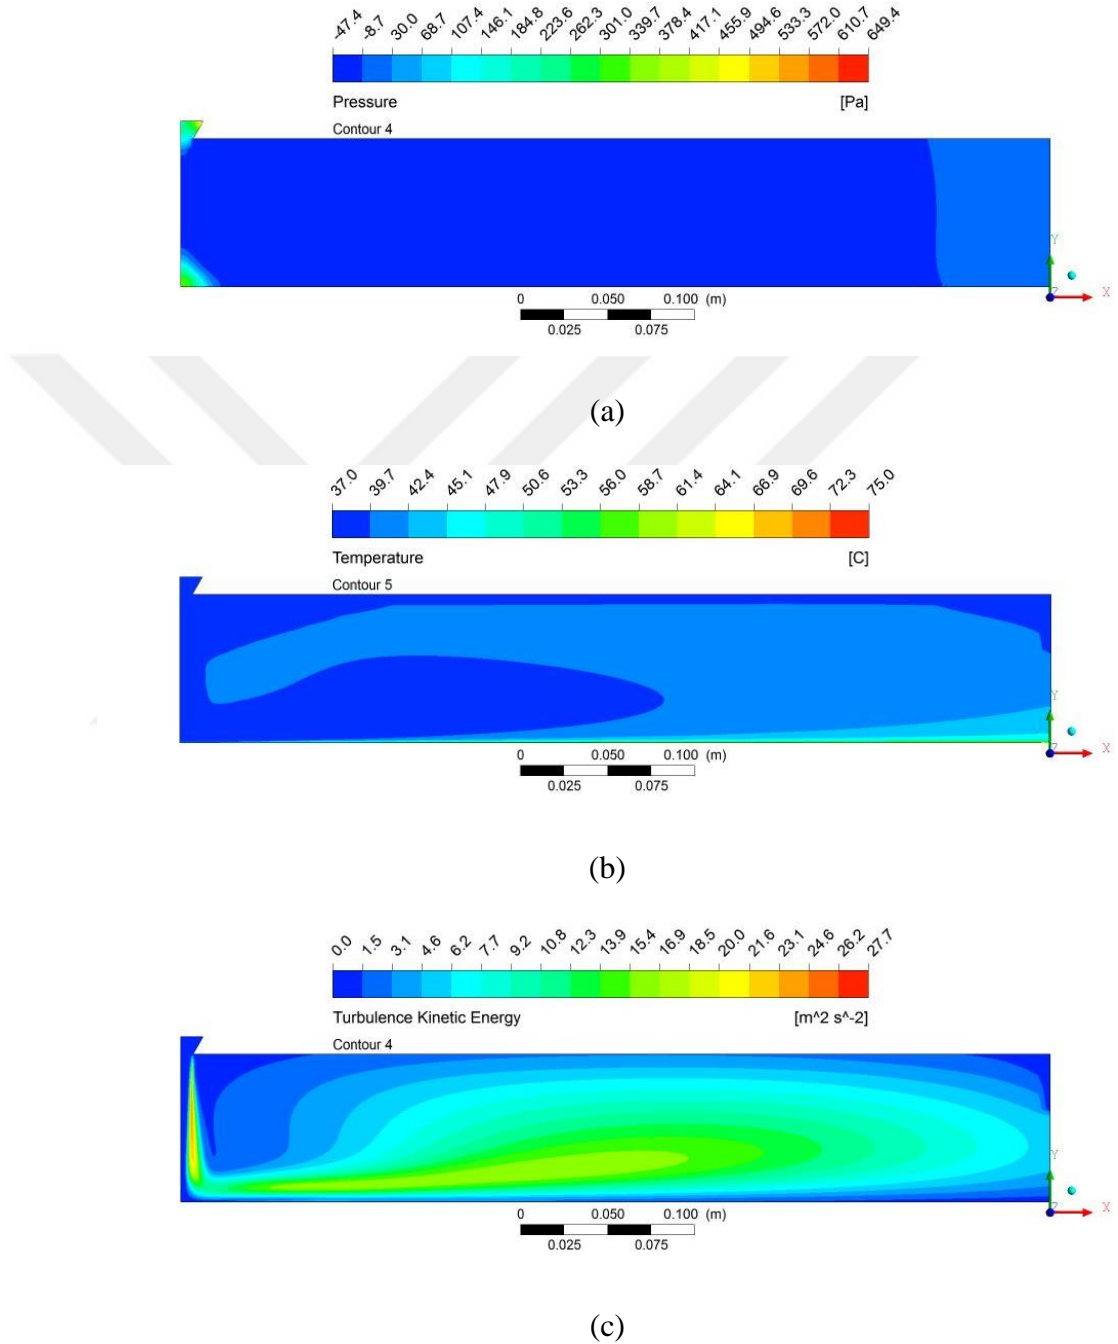 -47.4 -8.7 30.0 68.7 107.4 146.1 184.8 223.6 262.3 301.0 339.7 378.4 417.1 455.9 494.6 533.3 572.0 610.7 649.4
Pressure [Pa]
Contour 4
Y
X
Z
0 0.050 0.100 (m)
0.025 0.075
(a)
37.0 39.7 42.4 45.1 47.9 50.6 53.3 56.0 58.7 61.4 64.1 66.9 69.6 72.3 75.0
Temperature [C]
Contour 5
Y
X
Z
0 0.050 0.100 (m)
0.025 0.075
(b)
0.0 1.5 3.1 4.6 6.2 7.7 9.2 10.8 12.3 13.9 15.4 16.9 18.5 20.0 21.6 23.1 24.6 26.2 27.7
Turbulence Kinetic Energy [m^2 s^-2]
Contour 4
Y
X
Z
0 0.050 0.100 (m)
0.025 0.075
(c)